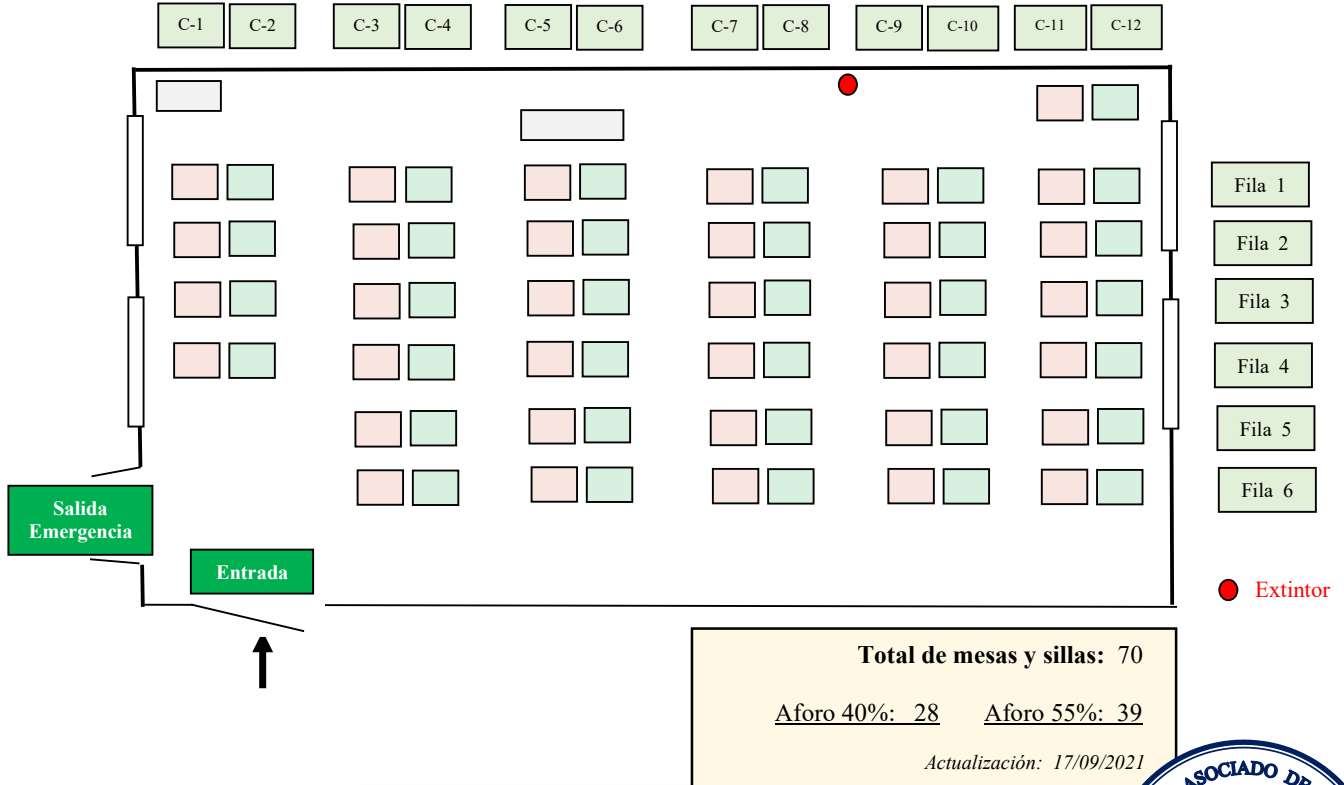 C-1 C-2 C-3 C-4 C-5 C-6 C-7 C-8 C-9 C-10 C-11 C-12
Fila 1
Fila 2
Fila 3
Fila 4
Fila 5
Fila 6
Salida
Emergencia
Entrada
Extintor
Total de mesas y sillas: 70
Aforo 40%: 28 Aforo 55%: 39
Actualización: 17/09/2021